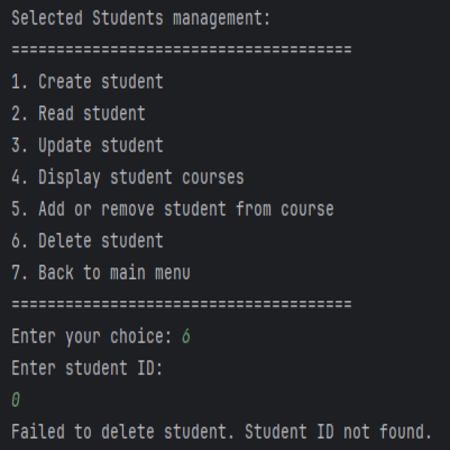 Selected Students management:
======================================
1. Create student
2. Read student
3. Update student
4. Display student courses
5. Add or remove student from course
6. Delete student
7. Back to main menu
======================================
Enter your choice: 6
Enter student ID:
0
Failed to delete student. Student ID not found.